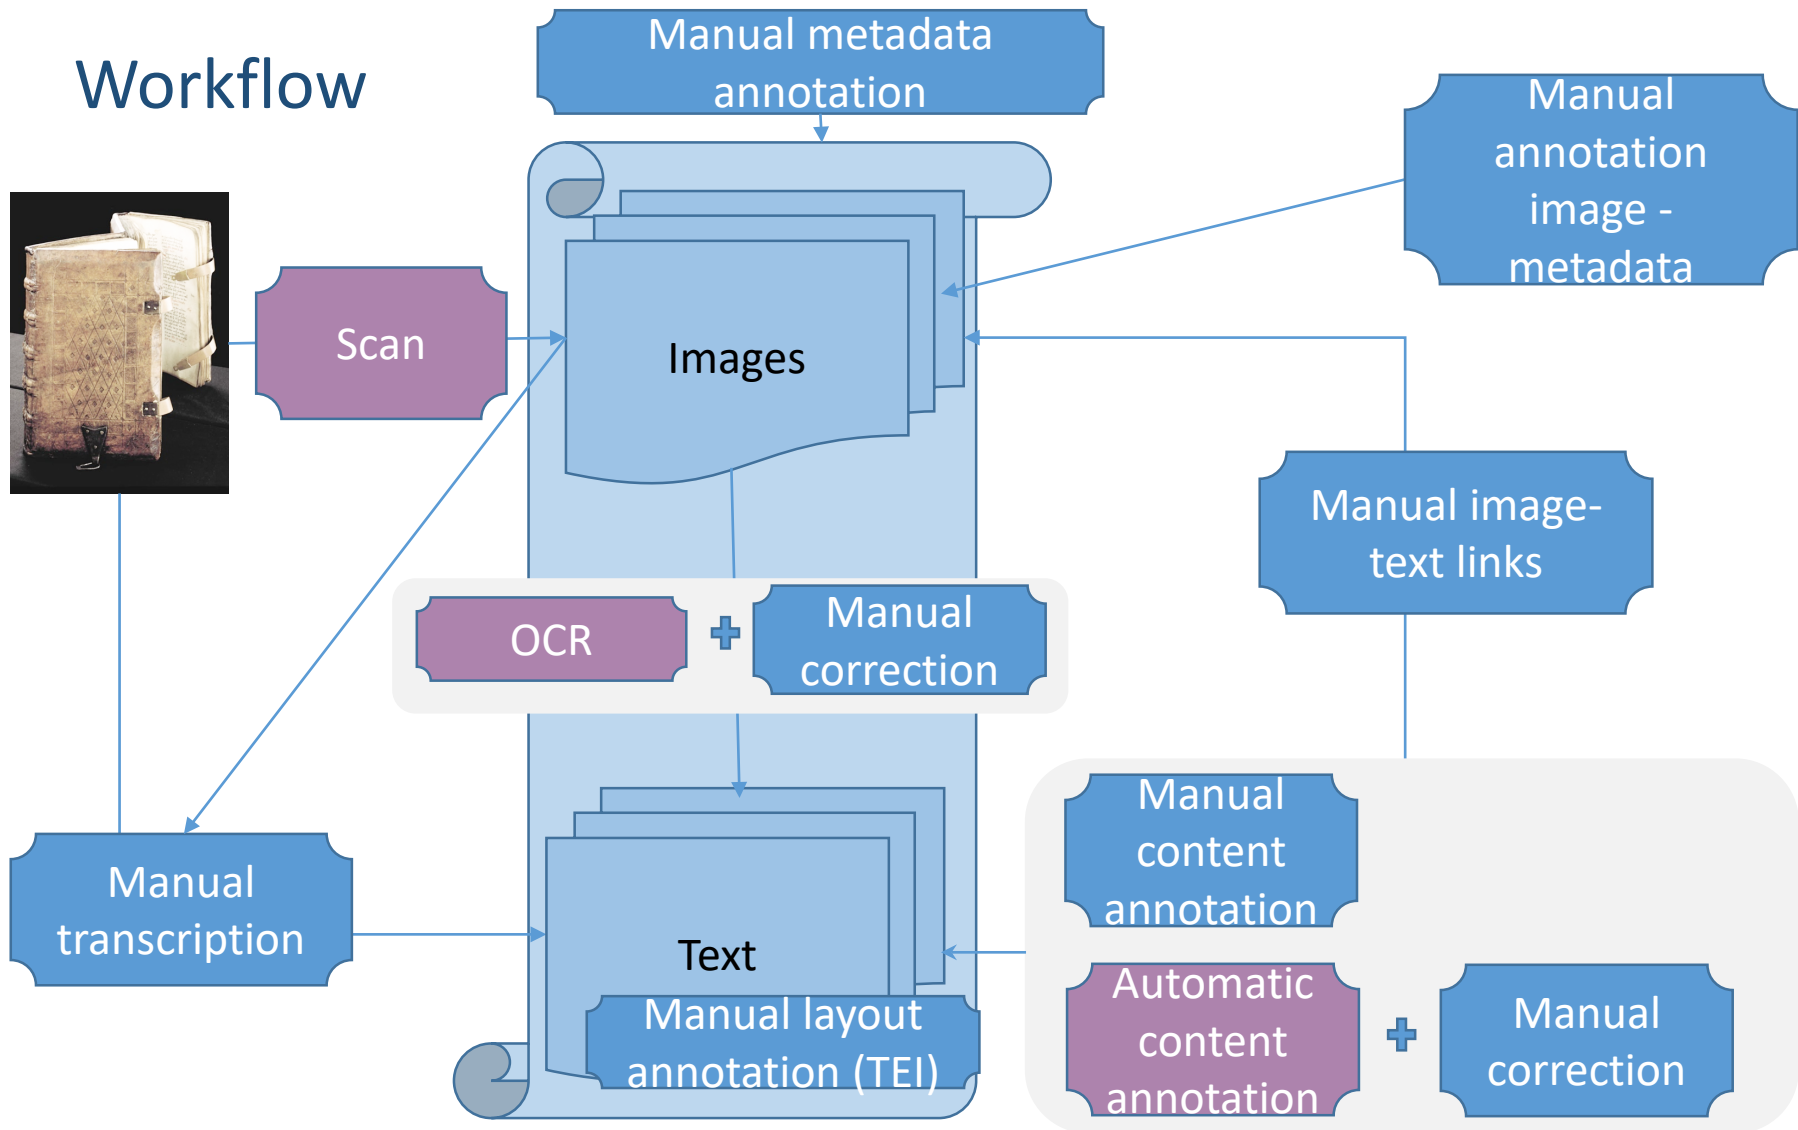 Workflow
Manual metadata
annotation
Manual
annotation
image -
metadata
Scan
Images
Manual image-
text links
OCR
Manual
correction
Manual
transcription
Text
Manual layout
annotation (TEI)
Manual
content
annotation
Automatic
content
annotation
Manual
correction